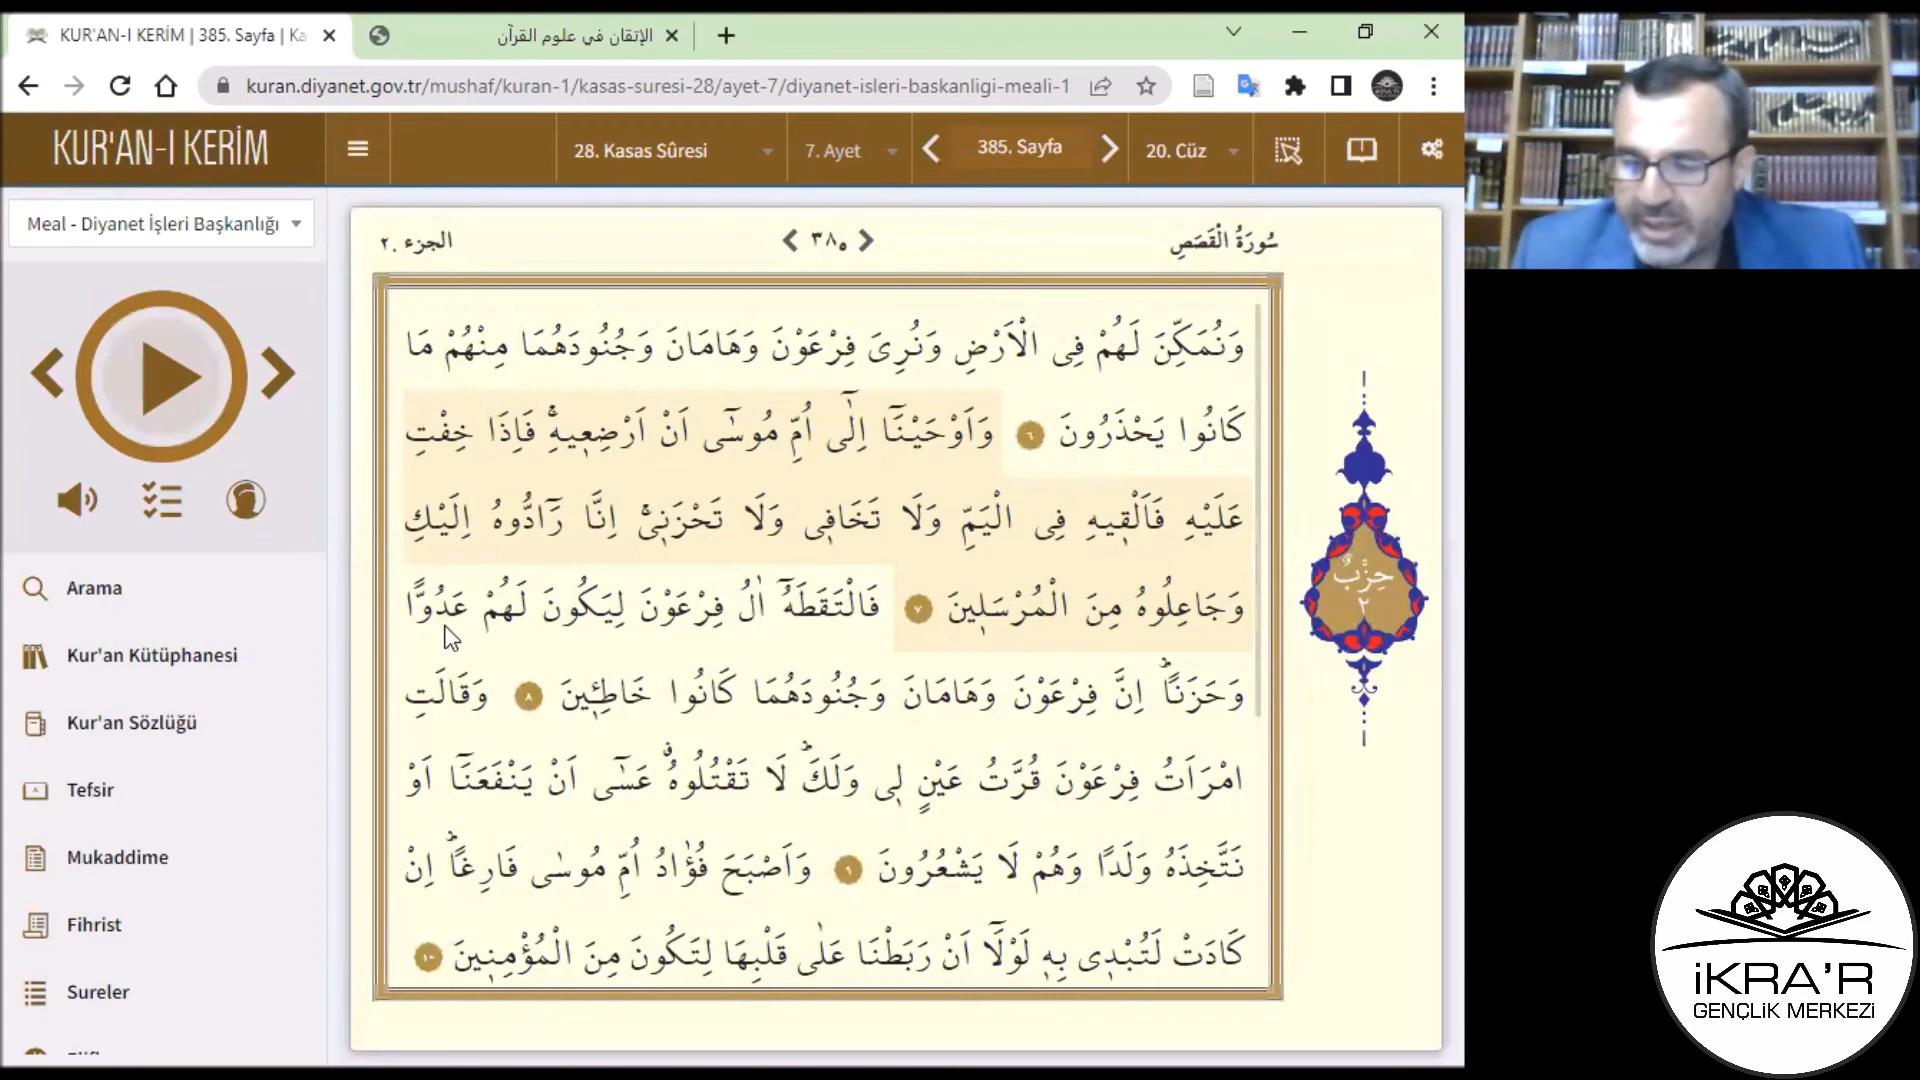 KUR'AN-I KERİM | 385. Sayfa | Ka
الإتقان في علوم القرآن
kuran.diyanet.gov.tr/mushaf/kuran-1/kasas-suresi-28/ayet-7/diyanet-isleri-baskanligi-meali-1
KUR'AN-I KERİM
28. Kasas Sûresi
7. Ayet
385. Sayfa
20. Cüz
Meal - Diyanet İşleri Başkanlığı
Arama
Kur'an Kütüphanesi
Kur'an Sözlüğü
Tefsir
Mukaddime
Fihrist
Sureler
سُورَةُ الْقَصَصِ
٣٨٥
الجزء ٢٠
وَنُمَكِّنَ لَهُمْ فِى الْاَرْضِ وَنُرِىَ فِرْعَوْنَ وَهَامَانَ وَجُنُودَهُمَا مِنْهُمْ مَا
كَانُوا يَحْذَرُونَ ٦ وَاَوْحَيْنَٓا اِلٰٓى اُمِّ مُوسٰٓى اَنْ اَرْضِعٖيهِۚ فَاِذَا خِفْتِ
عَلَيْهِ فَاَلْقٖيهِ فِى الْيَمِّ وَلَا تَخَافٖى وَلَا تَحْزَنٖىۚ اِنَّا رَٓادُّوهُ اِلَيْكِ
وَجَاعِلُوهُ مِنَ الْمُرْسَلٖينَ ٧ فَالْتَقَطَهُٓ اٰلُ فِرْعَوْنَ لِيَكُونَ لَهُمْ عَدُوًّا
وَحَزَنًاؕ اِنَّ فِرْعَوْنَ وَهَامَانَ وَجُنُودَهُمَا كَانُوا خَاطِـٖٔينَ ٨ وَقَالَتِ
امْرَاَتُ فِرْعَوْنَ قُرَّتُ عَيْنٍ لٖى وَلَكَؕ لَا تَقْتُلُوهُۗ عَسٰٓى اَنْ يَنْفَعَنَٓا اَوْ
نَتَّخِذَهُ وَلَدًا وَهُمْ لَا يَشْعُرُونَ ٩ وَاَصْبَحَ فُؤٰادُ اُمِّ مُوسٰى فَارِغًاؕ اِنْ
كَادَتْ لَتُبْدٖى بِهٖ لَوْلَٓا اَنْ رَبَطْنَا عَلٰى قَلْبِهَا لِتَكُونَ مِنَ الْمُؤْمِنٖينَ ١٠
حِزْبٌ
٢
iKRA'R
GENÇLiK MERKEZi